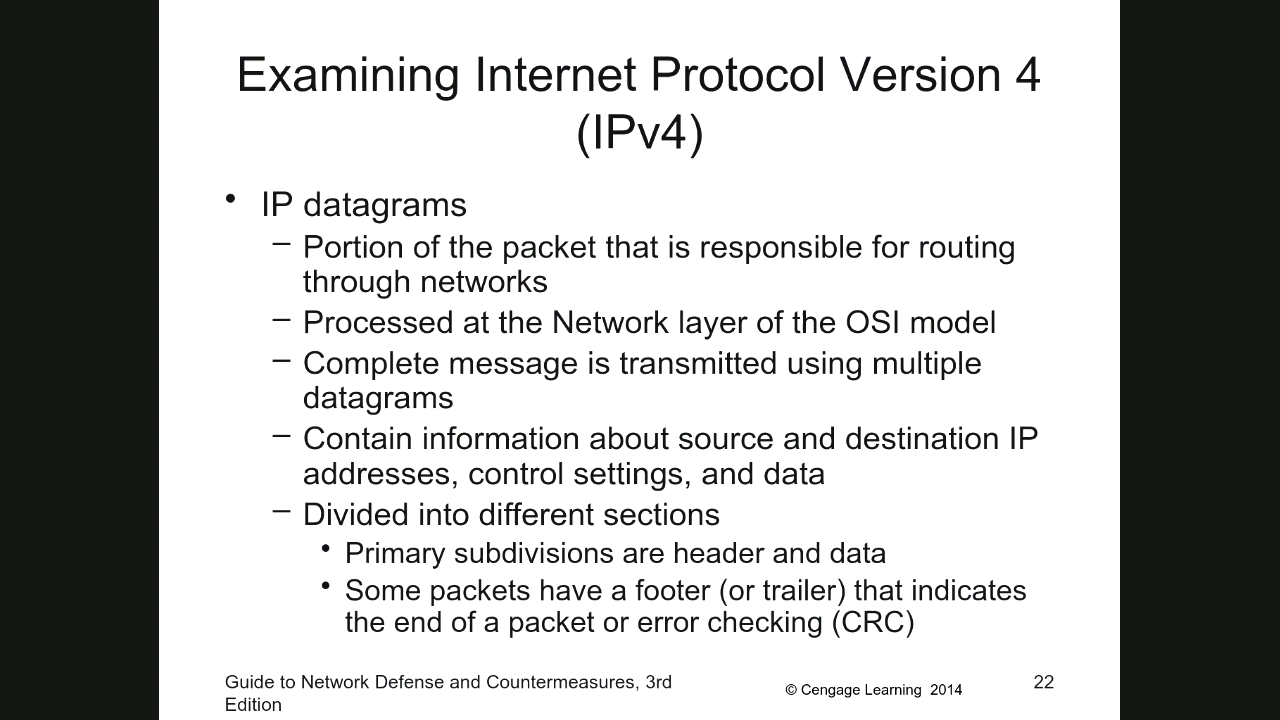 Examining Internet Protocol Version 4
(IPv4)
• IP datagrams
– Portion of the packet that is responsible for routing
through networks
– Processed at the Network layer of the OSI model
– Complete message is transmitted using multiple
datagrams
– Contain information about source and destination IP
addresses, control settings, and data
– Divided into different sections
• Primary subdivisions are header and data
• Some packets have a footer (or trailer) that indicates
the end of a packet or error checking (CRC)
Guide to Network Defense and Countermeasures, 3rd
Edition
© Cengage Learning 2014
22